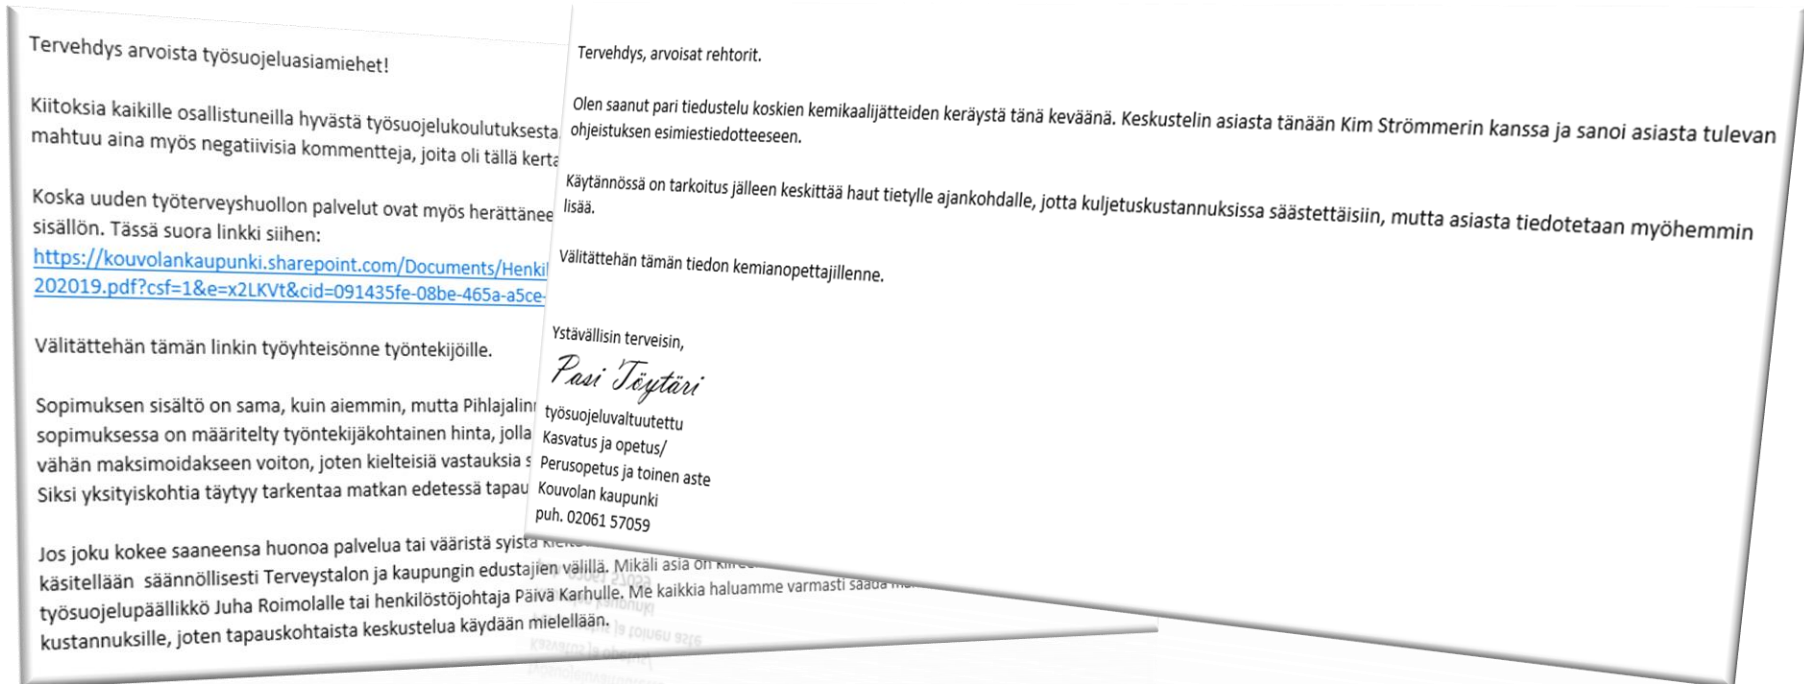 Tervehdys arvoista työsuojeluasiamiehet!
Kiitoksia kaikille osallistuneilla hyvästä työsuojelukoulutuksesta
mahtuu aina myös negatiivisia kommentteja, joita oli tällä
Koska uuden työterveyshuollon palvelut ovat myös
sisällön. Tässä suora linkki siihen:
https://kouvolankaupunki.sharepoint.com/Documents/
202019.pdf?csf=1&e=x2LKVt&cid=091435fe-08be-465a-a5ce-
Välitättehän tämän linkin työyhteisönne työntekijöille.
Sopimuksen sisältö on sama, kuin aiemmin, mutta
sopimuksessa on määritelty työntekijäkohtainen hinta, jolla
vähän maksimoidakseen voiton, joten kielteisiä vastauksia
Siksi yksityiskohtia täytyy tarkentaa matkan edetessä
Jos joku kokee saaneensa huonoa palvelua tai vääristä syistä
käsitellään säännöllisesti Terveystalon ja kaupungin edustajien välillä. Mikäli asia on
työsuojelupäällikkö Juha Roimolalle tai henkilöstöjohtaja Päivä Karhulle. Me kaikkia haluamme varmasti saada
kustannuksille, joten tapauskohtaista keskustelua käydään mielellään.
Tervehdys, arvoisat rehtorit.
Olen saanut pari tiedustelu koskien kemikaalijätteiden keräystä tänä keväänä. Keskustelin asiasta tänään Kim Strömmerin kanssa ja sanoi asiasta tulevan
ohjeistuksen esimiestiedotteeseen.
Käytännössä on tarkoitus jälleen keskittää haut tietylle ajankohdalle, jotta kuljetuskustannuksissa säästettäisiin, mutta asiasta tiedotetaan myöhemmin
lisää.
Välitättehän tämän tiedon kemianopettajillenne.
Ystävällisin terveisin,
Pasi Töytäri
työsuojeluvaltuutettu
Kasvatus ja opetus/
Perusopetus ja toinen aste
Kouvolan kaupunki
puh. 02061 57059